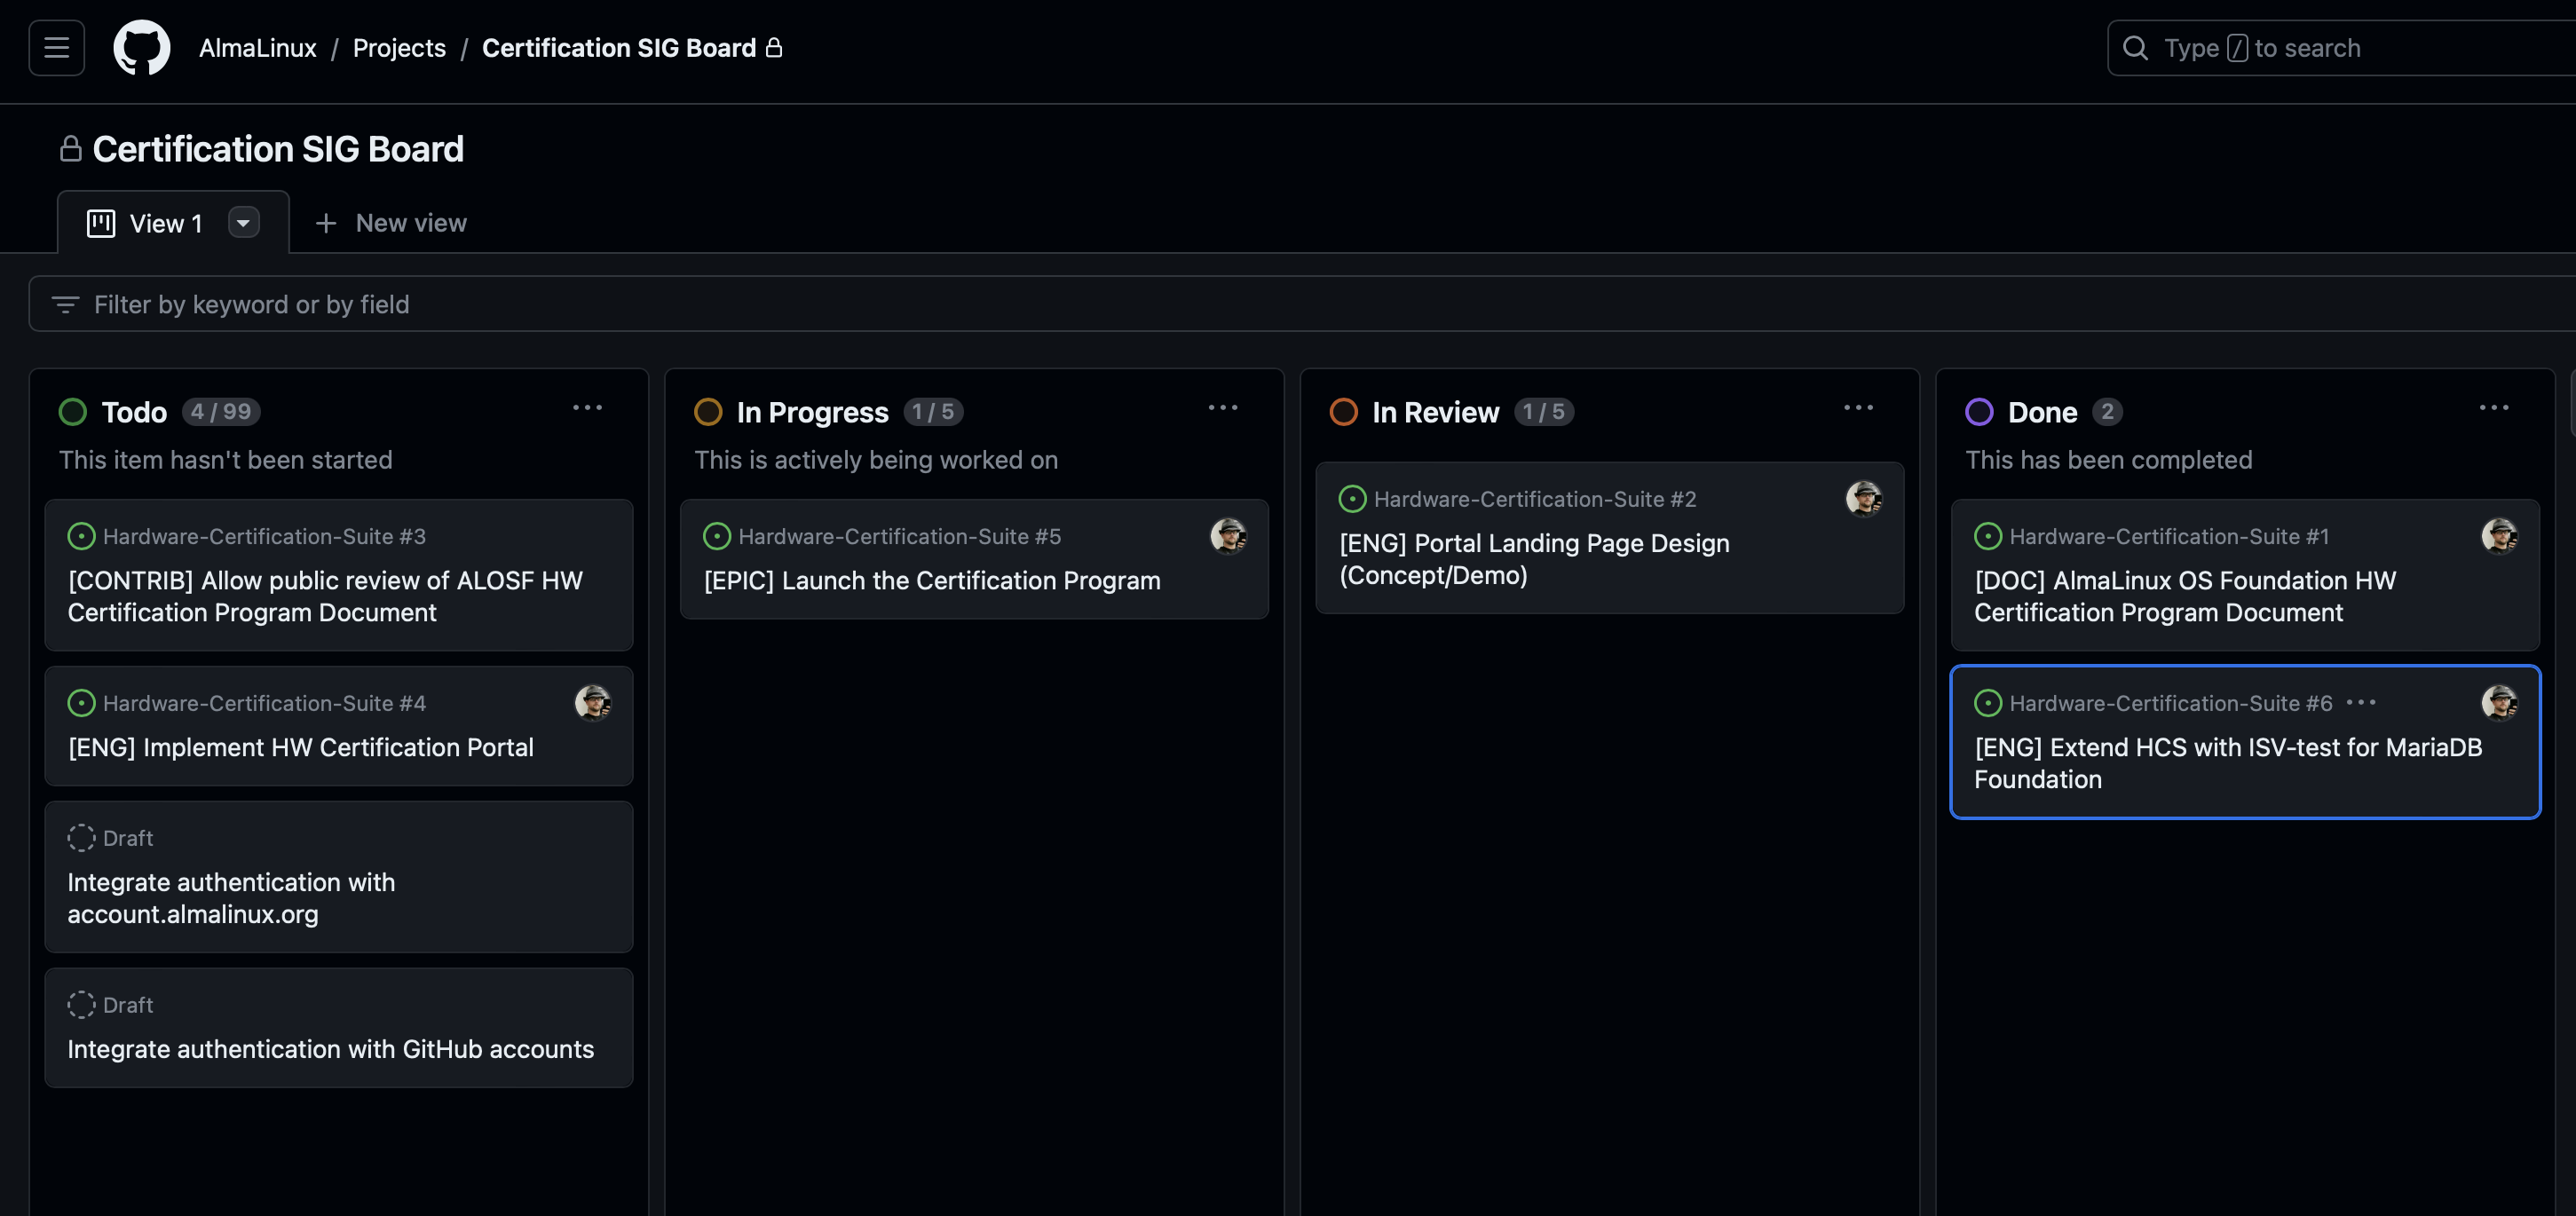 AlmaLinux / Projects / Certification SIG Board
Type / to search
Certification SIG Board
View 1
New view
Filter by keyword or by field
Todo 4 / 99
This item hasn't been started
Hardware-Certification-Suite #3
[CONTRIB] Allow public review of ALOSF HW
Certification Program Document
Hardware-Certification-Suite #4
[ENG] Implement HW Certification Portal
Draft
Integrate authentication with
account.almalinux.org
Draft
Integrate authentication with GitHub accounts
In Progress 1 / 5
This is actively being worked on
Hardware-Certification-Suite #5
[EPIC] Launch the Certification Program
In Review 1 / 5
Hardware-Certification-Suite #2
[ENG] Portal Landing Page Design
(Concept/Demo)
Done 2
This has been completed
Hardware-Certification-Suite #1
[DOC] AlmaLinux OS Foundation HW
Certification Program Document
Hardware-Certification-Suite #6
[ENG] Extend HCS with ISV-test for MariaDB
Foundation